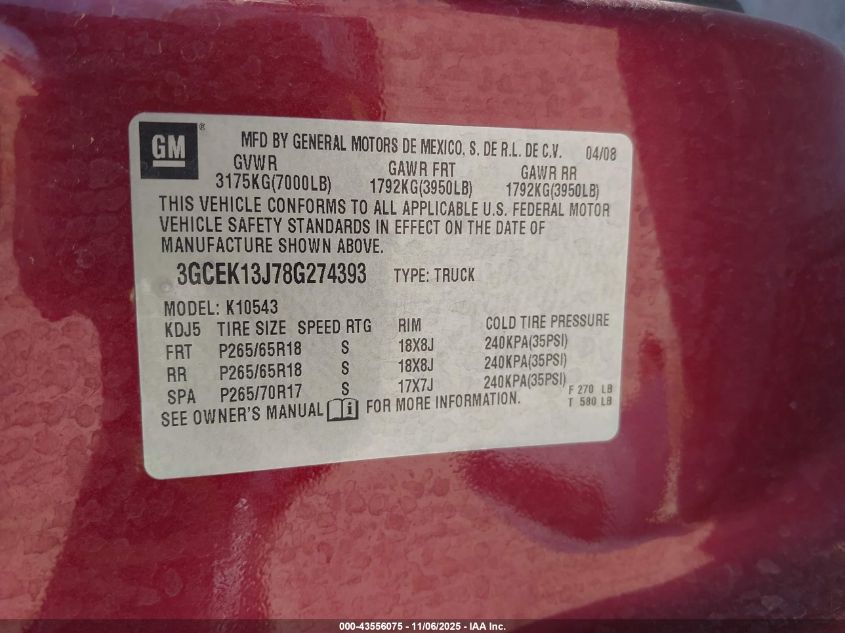 GM ® MFD BY GENERAL MOTORS DE MEXICO, S. DE R.L. DE C.V. 04/08
GVWR GAWR FRT GAWR RR
3175KG(7000LB) 1792KG(3950LB) 1792KG(3950LB)
THIS VEHICLE CONFORMS TO ALL APPLICABLE U.S. FEDERAL MOTOR
VEHICLE SAFETY STANDARDS IN EFFECT ON THE DATE OF
MANUFACTURE SHOWN ABOVE.
3GCEK13J78G274393 TYPE: TRUCK
MODEL: K10543
KDJ5 TIRE SIZE SPEED RTG RIM COLD TIRE PRESSURE
FRT P265/65R18 S 18X8J 240KPA(35PSI)
RR P265/65R18 S 18X8J 240KPA(35PSI)
SPA P265/70R17 S 17X7J 240KPA(35PSI) F 270 LB
SEE OWNER'S MANUAL FOR MORE INFORMATION. T 580 LB
000-43556075 - 11/06/2025 - IAA Inc.